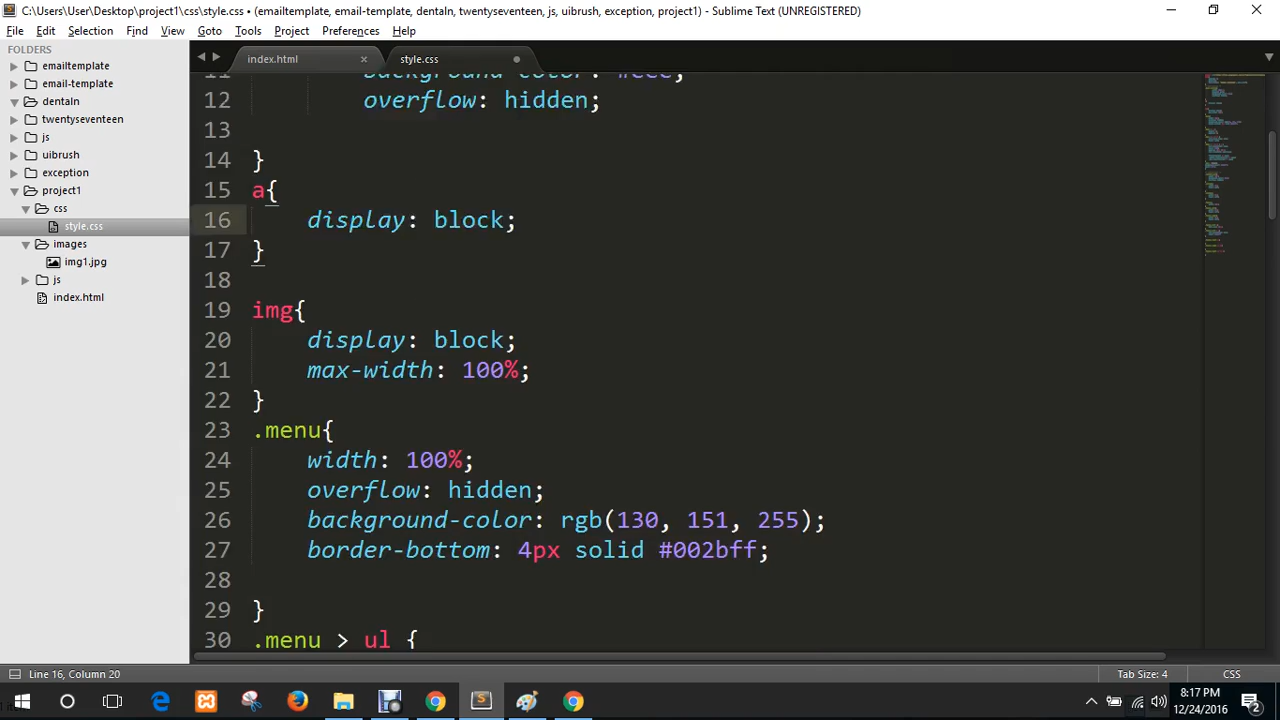 C:\Users\User\Desktop\project1\css\style.css • (emailtemplate, email-template, dentaln, twentyseventeen, js, uibrush, exception, project1) - Sublime Text (UNREGISTERED)
File Edit Selection Find View Goto Tools Project Preferences Help
FOLDERS
emailtemplate
email-template
dentaln
twentyseventeen
js
uibrush
exception
project1
css
style.css
images
img1.jpg
js
index.html
index.html style.css
12 overflow: hidden;
13
14 }
15 a{
16 display: block;
17 }
18
19 img{
20 display: block;
21 max-width: 100%;
22 }
23 .menu{
24 width: 100%;
25 overflow: hidden;
26 background-color: rgb(130, 151, 255);
27 border-bottom: 4px solid #002bff;
28
29 }
30 .menu > ul {
Line 16, Column 20 Tab Size: 4 CSS
8:17 PM
12/24/2016
2